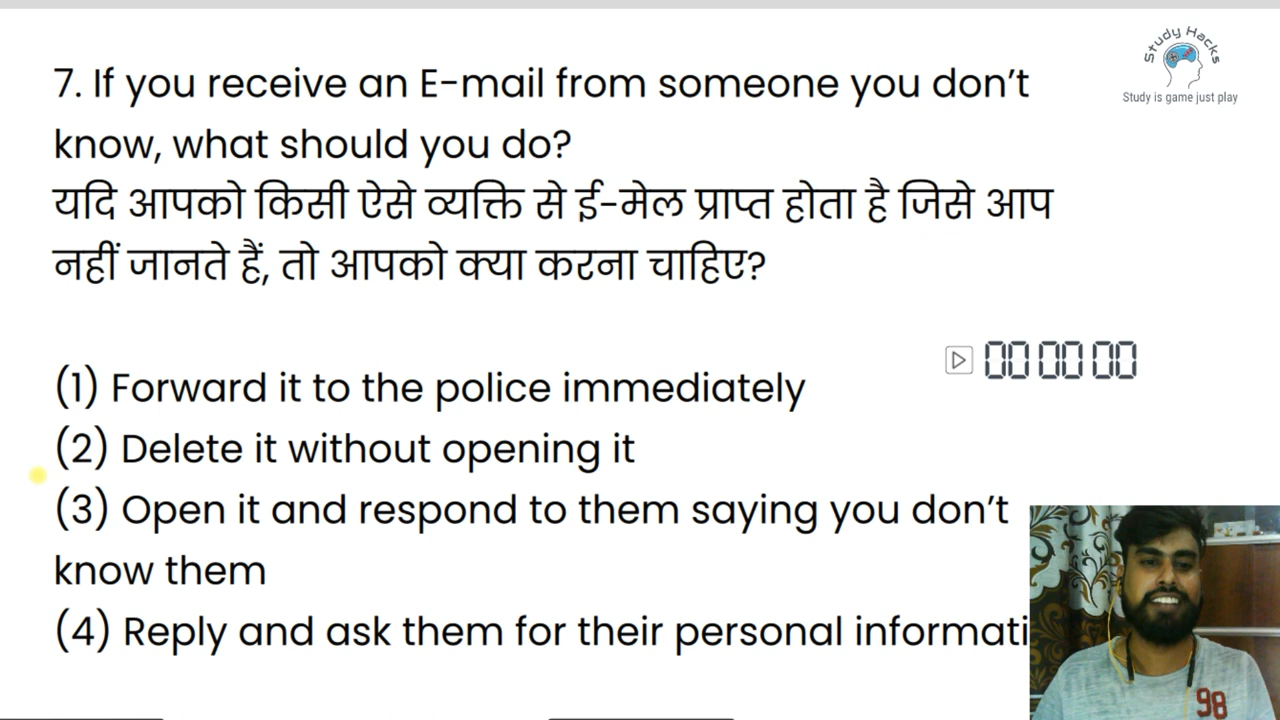 Study Hacks
Study is game just play
7. If you receive an E-mail from someone you don’t
know, what should you do?
यदि आपको किसी ऐसे व्यक्ति से ई-मेल प्राप्त होता है जिसे आप
नहीं जानते हैं, तो आपको क्या करना चाहिए?
00 00 00
(1) Forward it to the police immediately
(2) Delete it without opening it
(3) Open it and respond to them saying you don’t
know them
(4) Reply and ask them for their personal informati
98